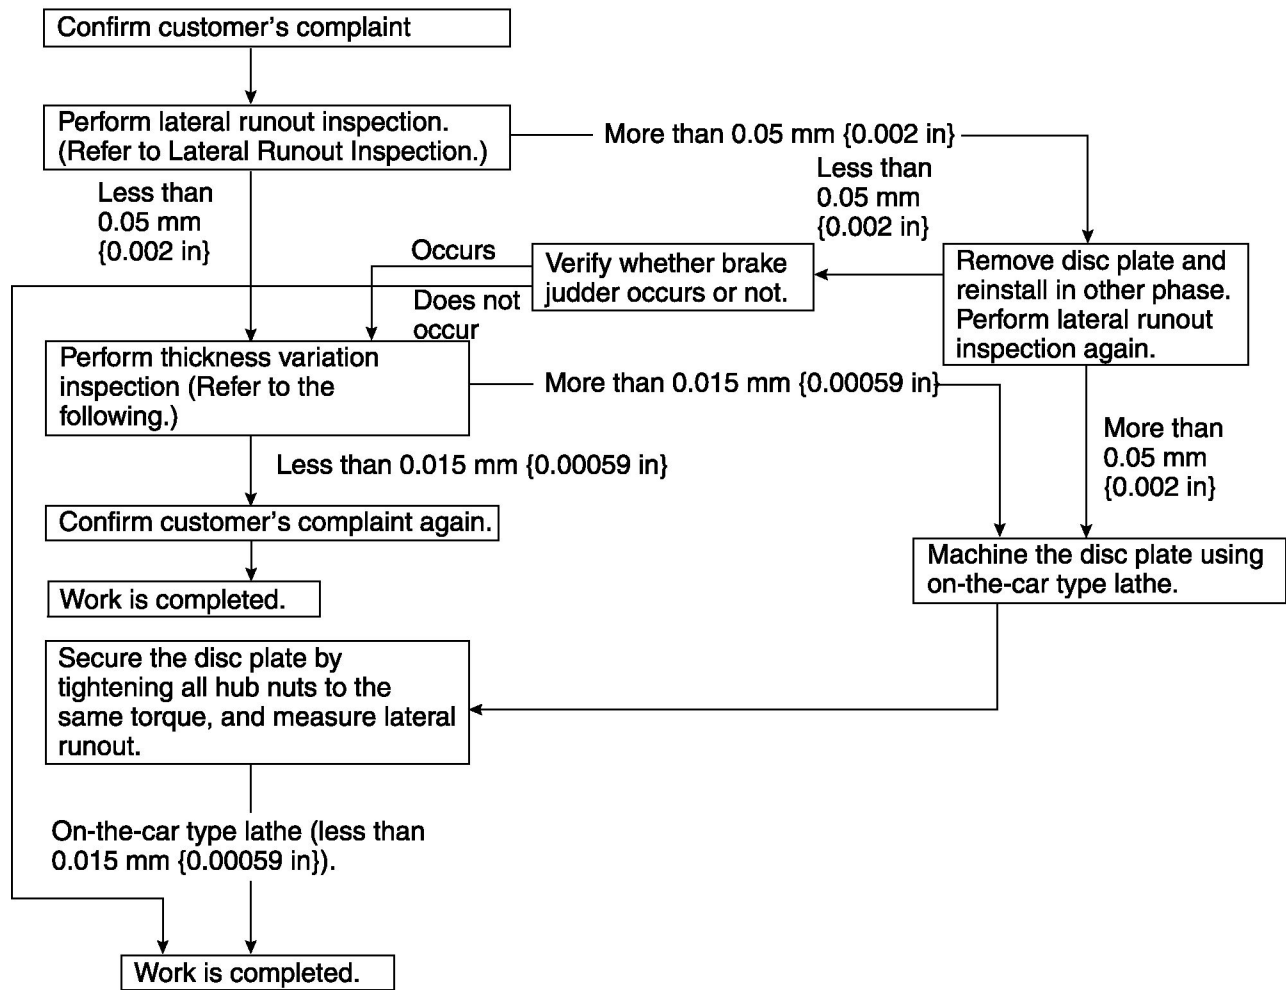 Confirm customer's complaint
Perform lateral runout inspection.
(Refer to Lateral Runout Inspection.)
More than 0.05 mm {0.002 in}
Less than
0.05 mm
{0.002 in}
Less than
0.05 mm
{0.002 in}
Occurs
Does not
occur
Verify whether brake
judder occurs or not.
Remove disc plate and
reinstall in other phase.
Perform lateral runout
inspection again.
Perform thickness variation
inspection (Refer to the
following.)
More than 0.015 mm {0.00059 in}
More than
0.05 mm
{0.002 in}
Less than 0.015 mm {0.00059 in}
Confirm customer's complaint again.
Machine the disc plate using
on-the-car type lathe.
Work is completed.
Secure the disc plate by
tightening all hub nuts to the
same torque, and measure lateral
runout.
On-the-car type lathe (less than
0.015 mm {0.00059 in}).
Work is completed.